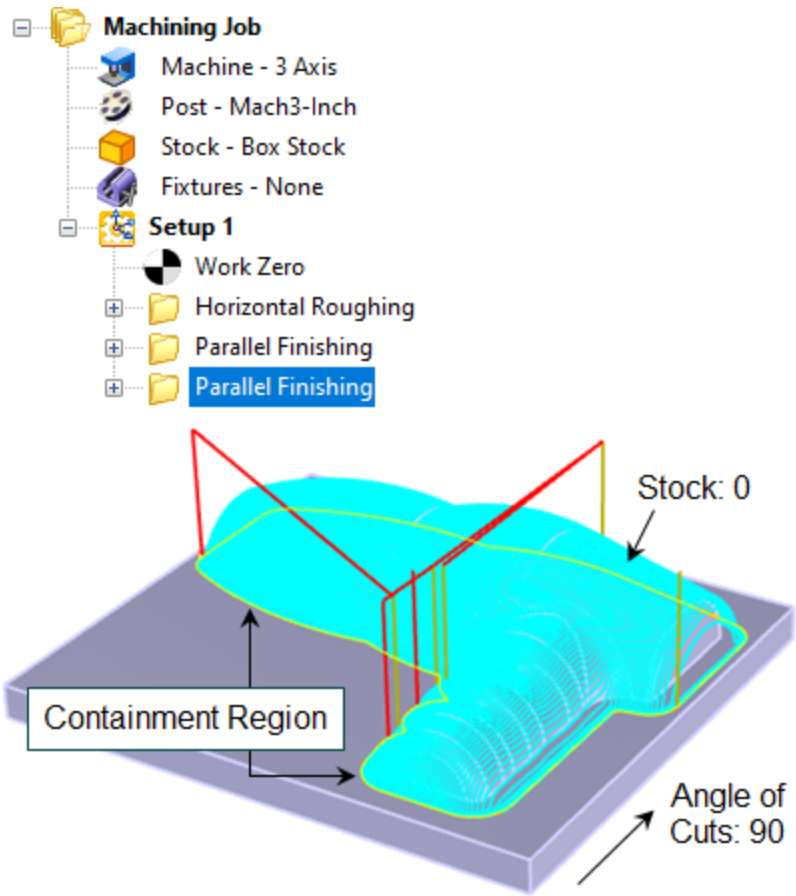 Machining Job
Machine - 3 Axis
Post - Mach3-Inch
Stock - Box Stock
Fixtures - None
Setup 1
Work Zero
Horizontal Roughing
Parallel Finishing
Parallel Finishing
Stock: 0
Containment Region
Angle of
Cuts: 90